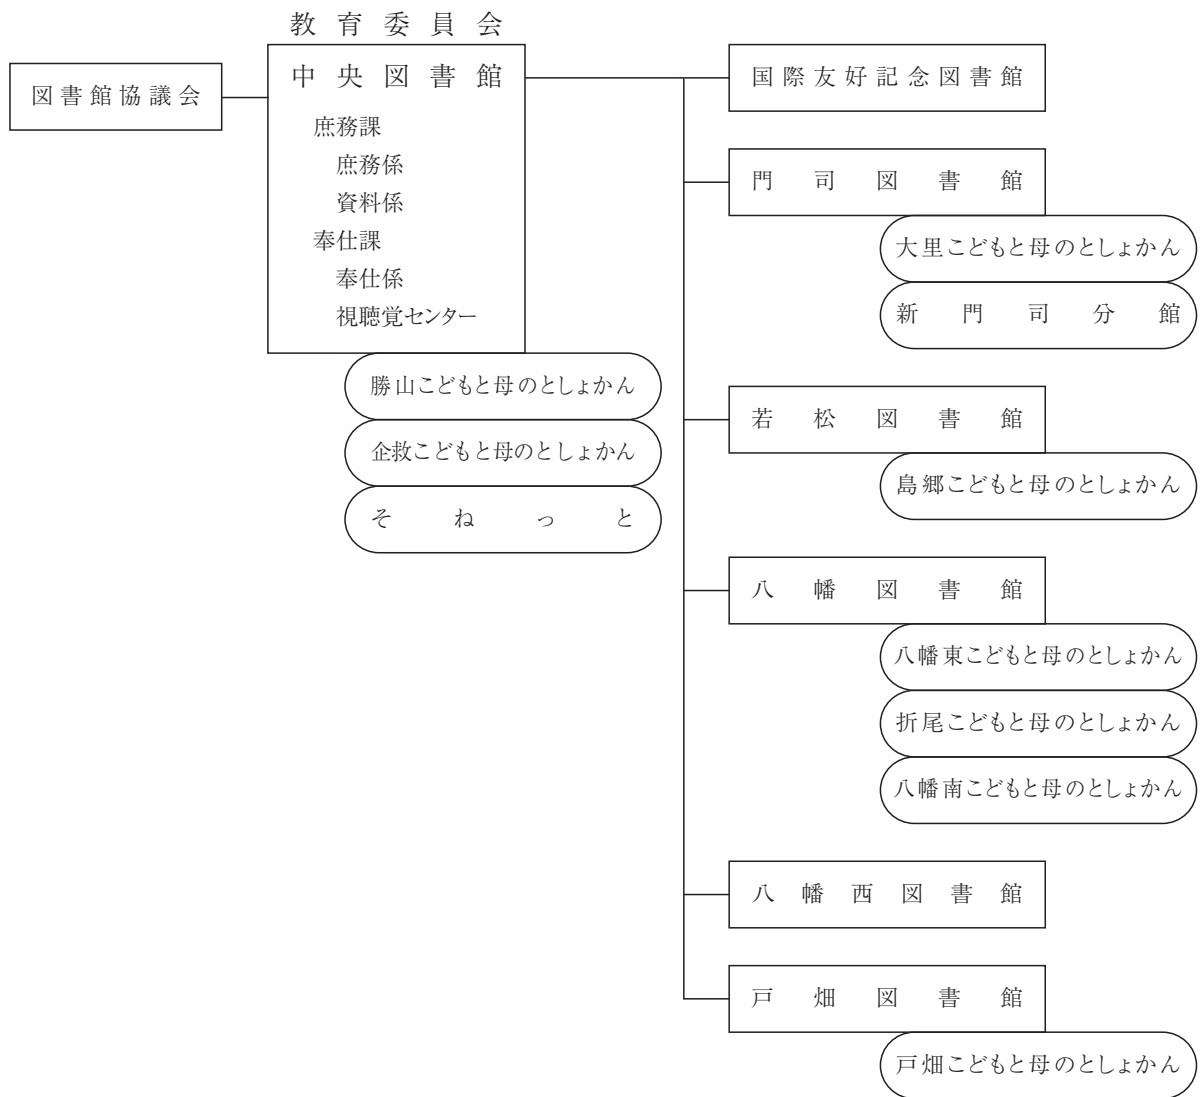 教育委員会
図書館協議会
中央図書館
庶務課
庶務係
資料係
奉仕課
奉仕係
視聴覚センター
勝山こどもと母のとしょかん
企救こどもと母のとしょかん
そねっと
国際友好記念図書館
門司図書館
大里こどもと母のとしょかん
新門司分館
若松図書館
島郷こどもと母のとしょかん
八幡図書館
八幡東こどもと母のとしょかん
折尾こどもと母のとしょかん
八幡南こどもと母のとしょかん
八幡西図書館
戸畑図書館
戸畑こどもと母のとしょかん